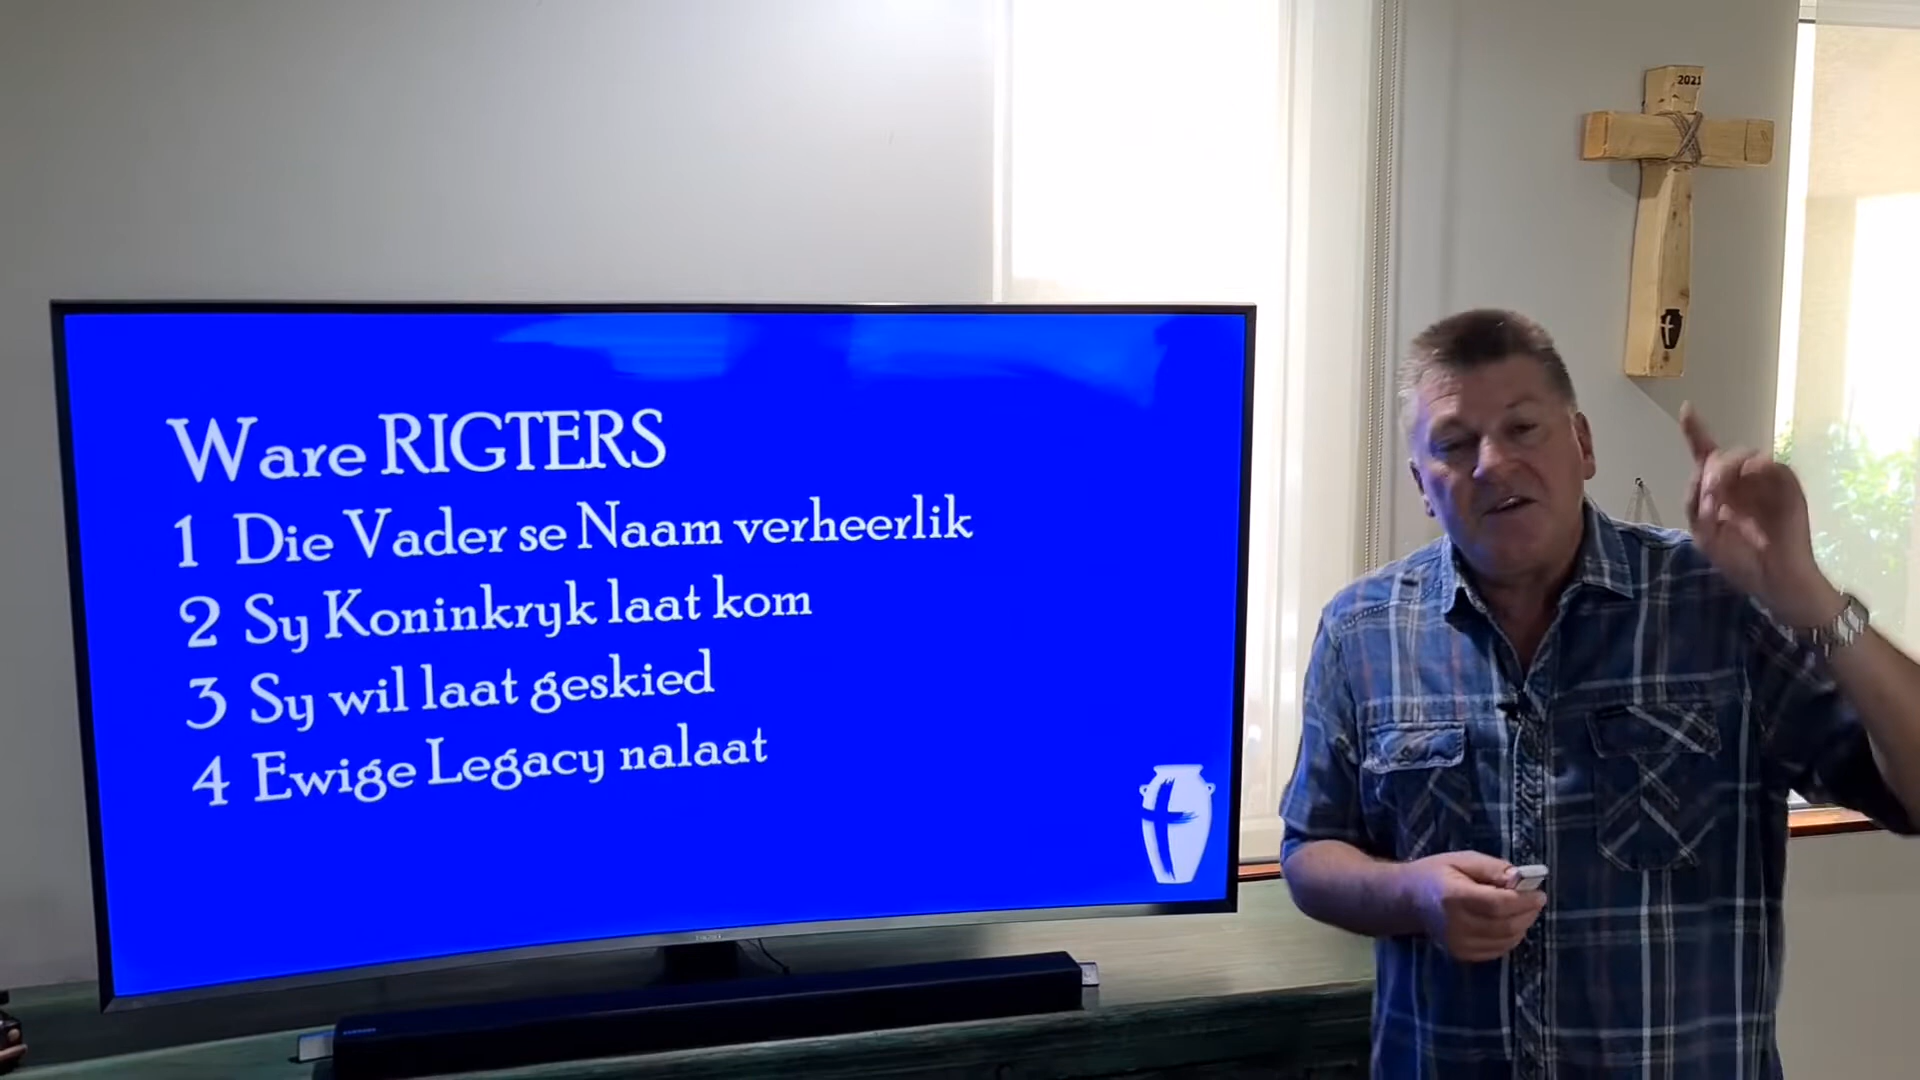 2021
Ware RIGTERS
1 Die Vader se Naam verheerlik
2 Sy Koninkryk laat kom
3 Sy wil laat geskied
4 Ewige Legacy nalaat